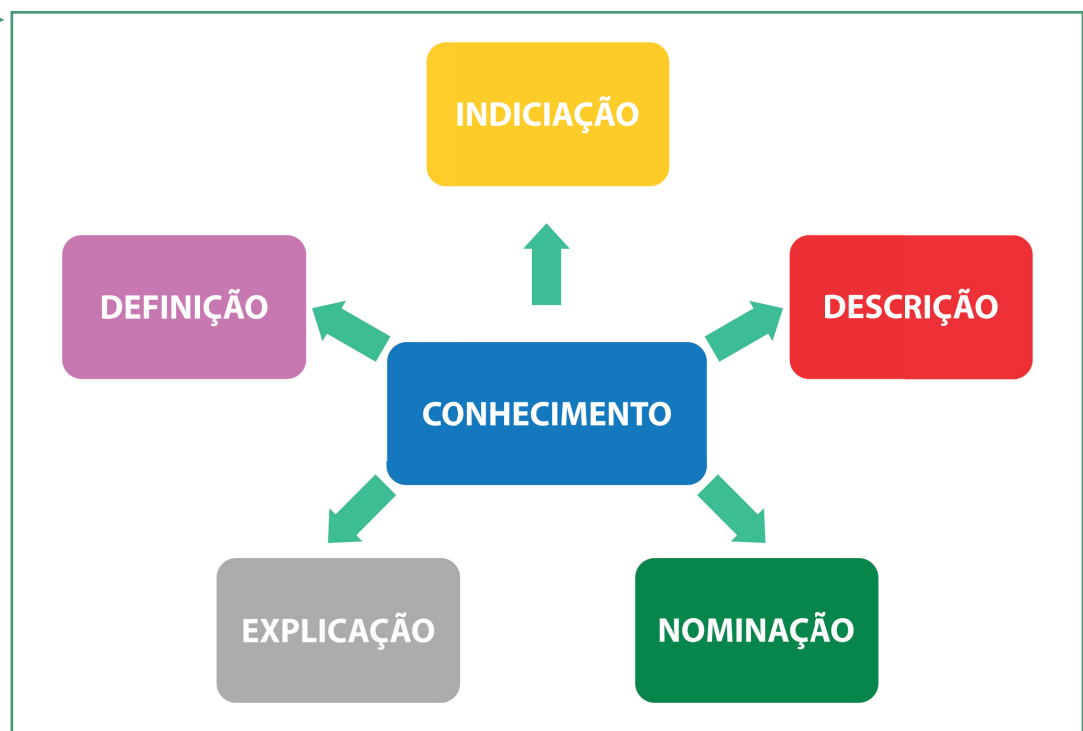 INDICIAÇÃO
DEFINIÇÃO
DESCRIÇÃO
CONHECIMENTO
EXPLICAÇÃO
NOMINAÇÃO